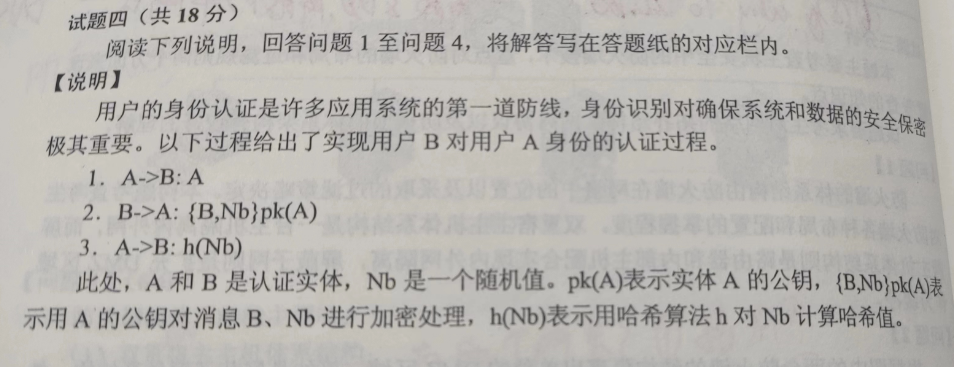 试题四（共 18 分）
阅读下列说明，回答问题 1 至问题 4，将解答写在答题纸的对应栏内。
【说明】
用户的身份认证是许多应用系统的第一道防线，身份识别对确保系统和数据的安全保密
极其重要。以下过程给出了实现用户 B 对用户 A 身份的认证过程。
1. A->B: A
2. B->A: {B,Nb}pk(A)
3. A->B: h(Nb)
此处，A 和 B 是认证实体，Nb 是一个随机值。pk(A)表示实体 A 的公钥，{B,Nb}pk(A)表
示用 A 的公钥对消息 B、Nb 进行加密处理，h(Nb)表示用哈希算法 h 对 Nb 计算哈希值。